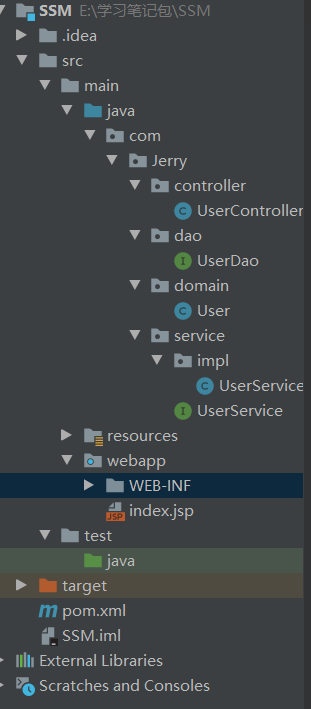 SSM E:\学习笔记包\SSM
.idea
src
main
java
com
Jerry
controller
UserController
dao
UserDao
domain
User
service
impl
UserService
UserService
resources
webapp
WEB-INF
index.jsp
test
java
target
pom.xml
SSM.iml
External Libraries
Scratches and Consoles